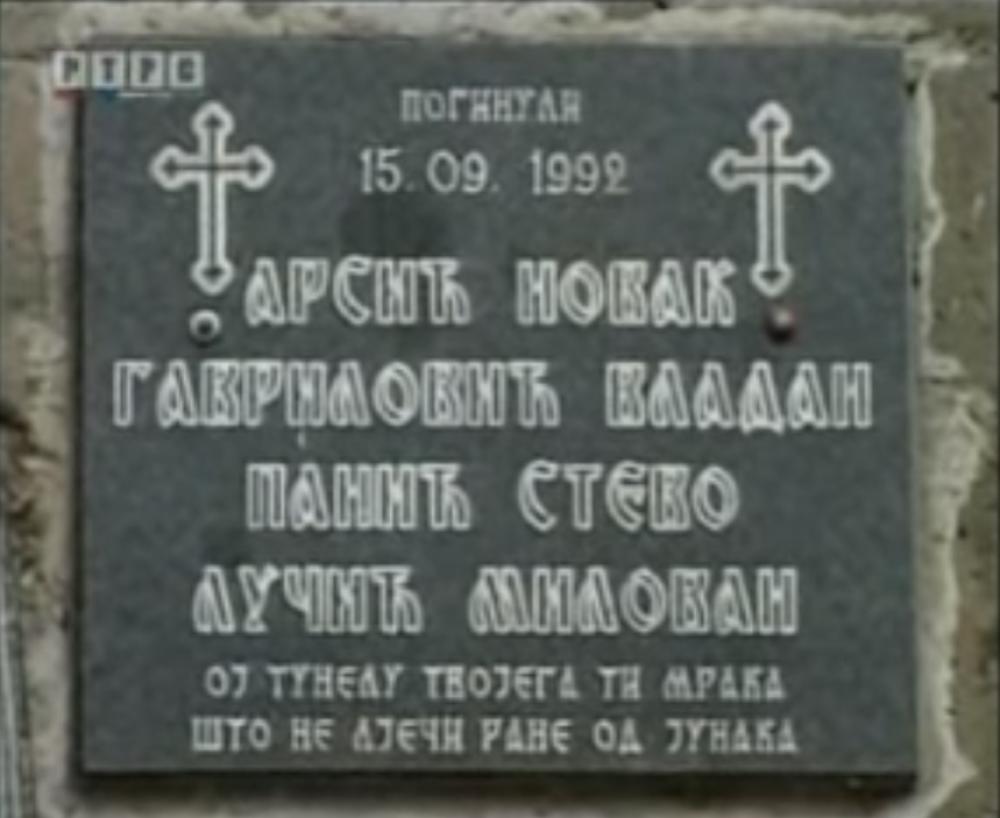 РТРС
ПОГИНУЛИ
15.09.1992
АРСИЋ НОВАК
ГАВРИЛОВИЋ ВЛАДАН
ПАНИЋ СТЕВО
ЛУЧИЋ МИЛОВАН
ОЈ ТУНЕЛУ ТВОЈЕГА ТИ МРАКА
ШТО НЕ ЛЈЕЧИ РАНЕ ОД ЈУНАКА